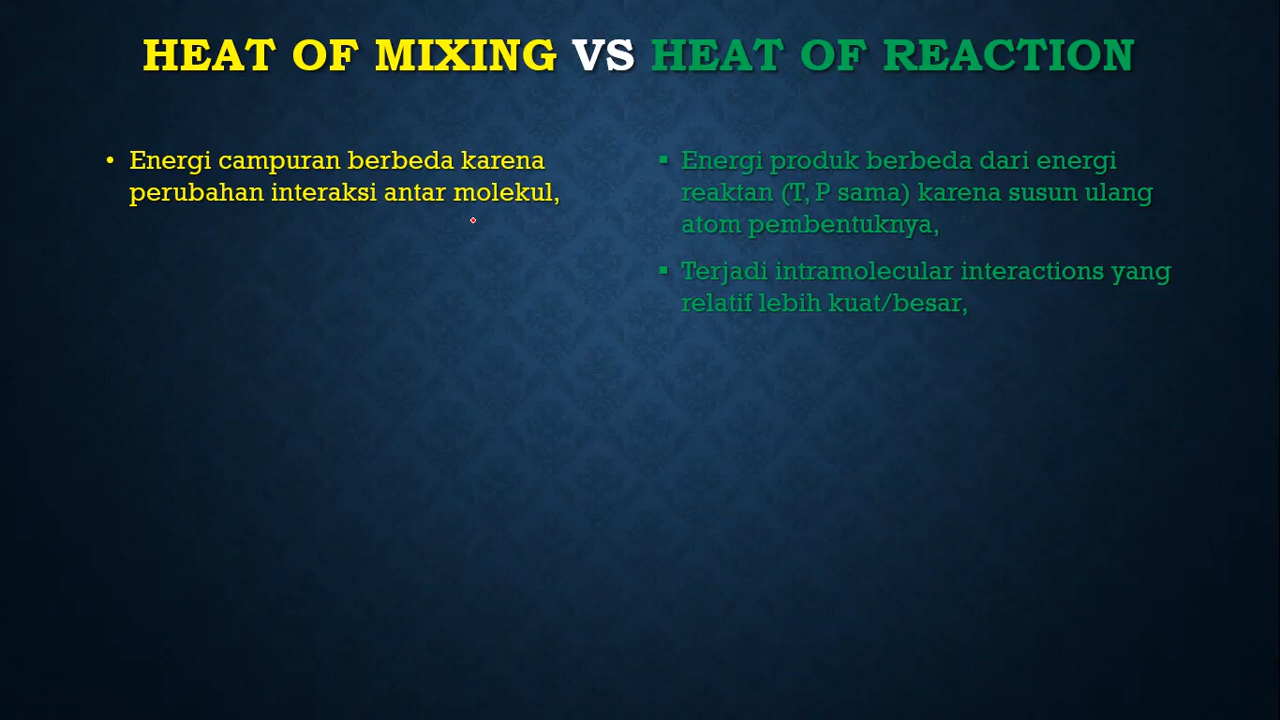 HEAT OF MIXING VS HEAT OF REACTION
• Energi campuran berbeda karena
perubahan interaksi antar molekul,
▪ Energi produk berbeda dari energi
reaktan (T, P sama) karena susun ulang
atom pembentuknya,
▪ Terjadi intramolecular interactions yang
relatif lebih kuat/besar,